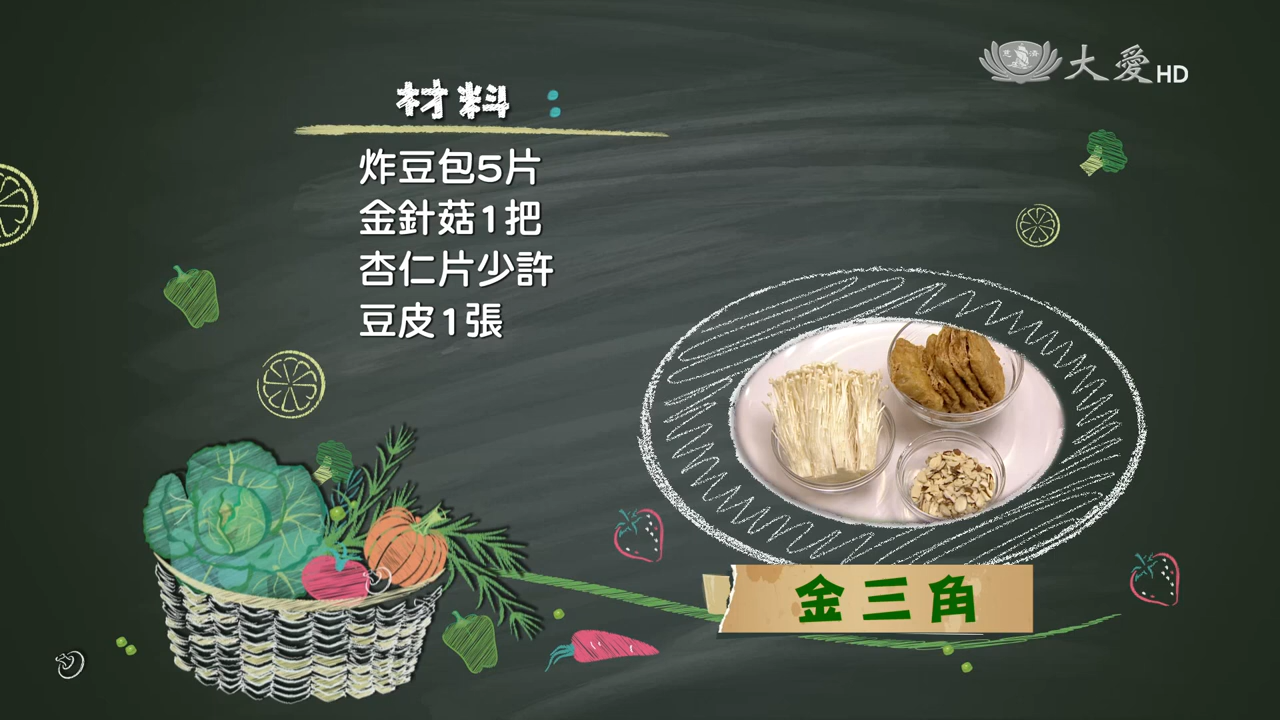 大愛HD
材料：
炸豆包5片
金針菇1把
杏仁片少許
豆皮1張
金三角